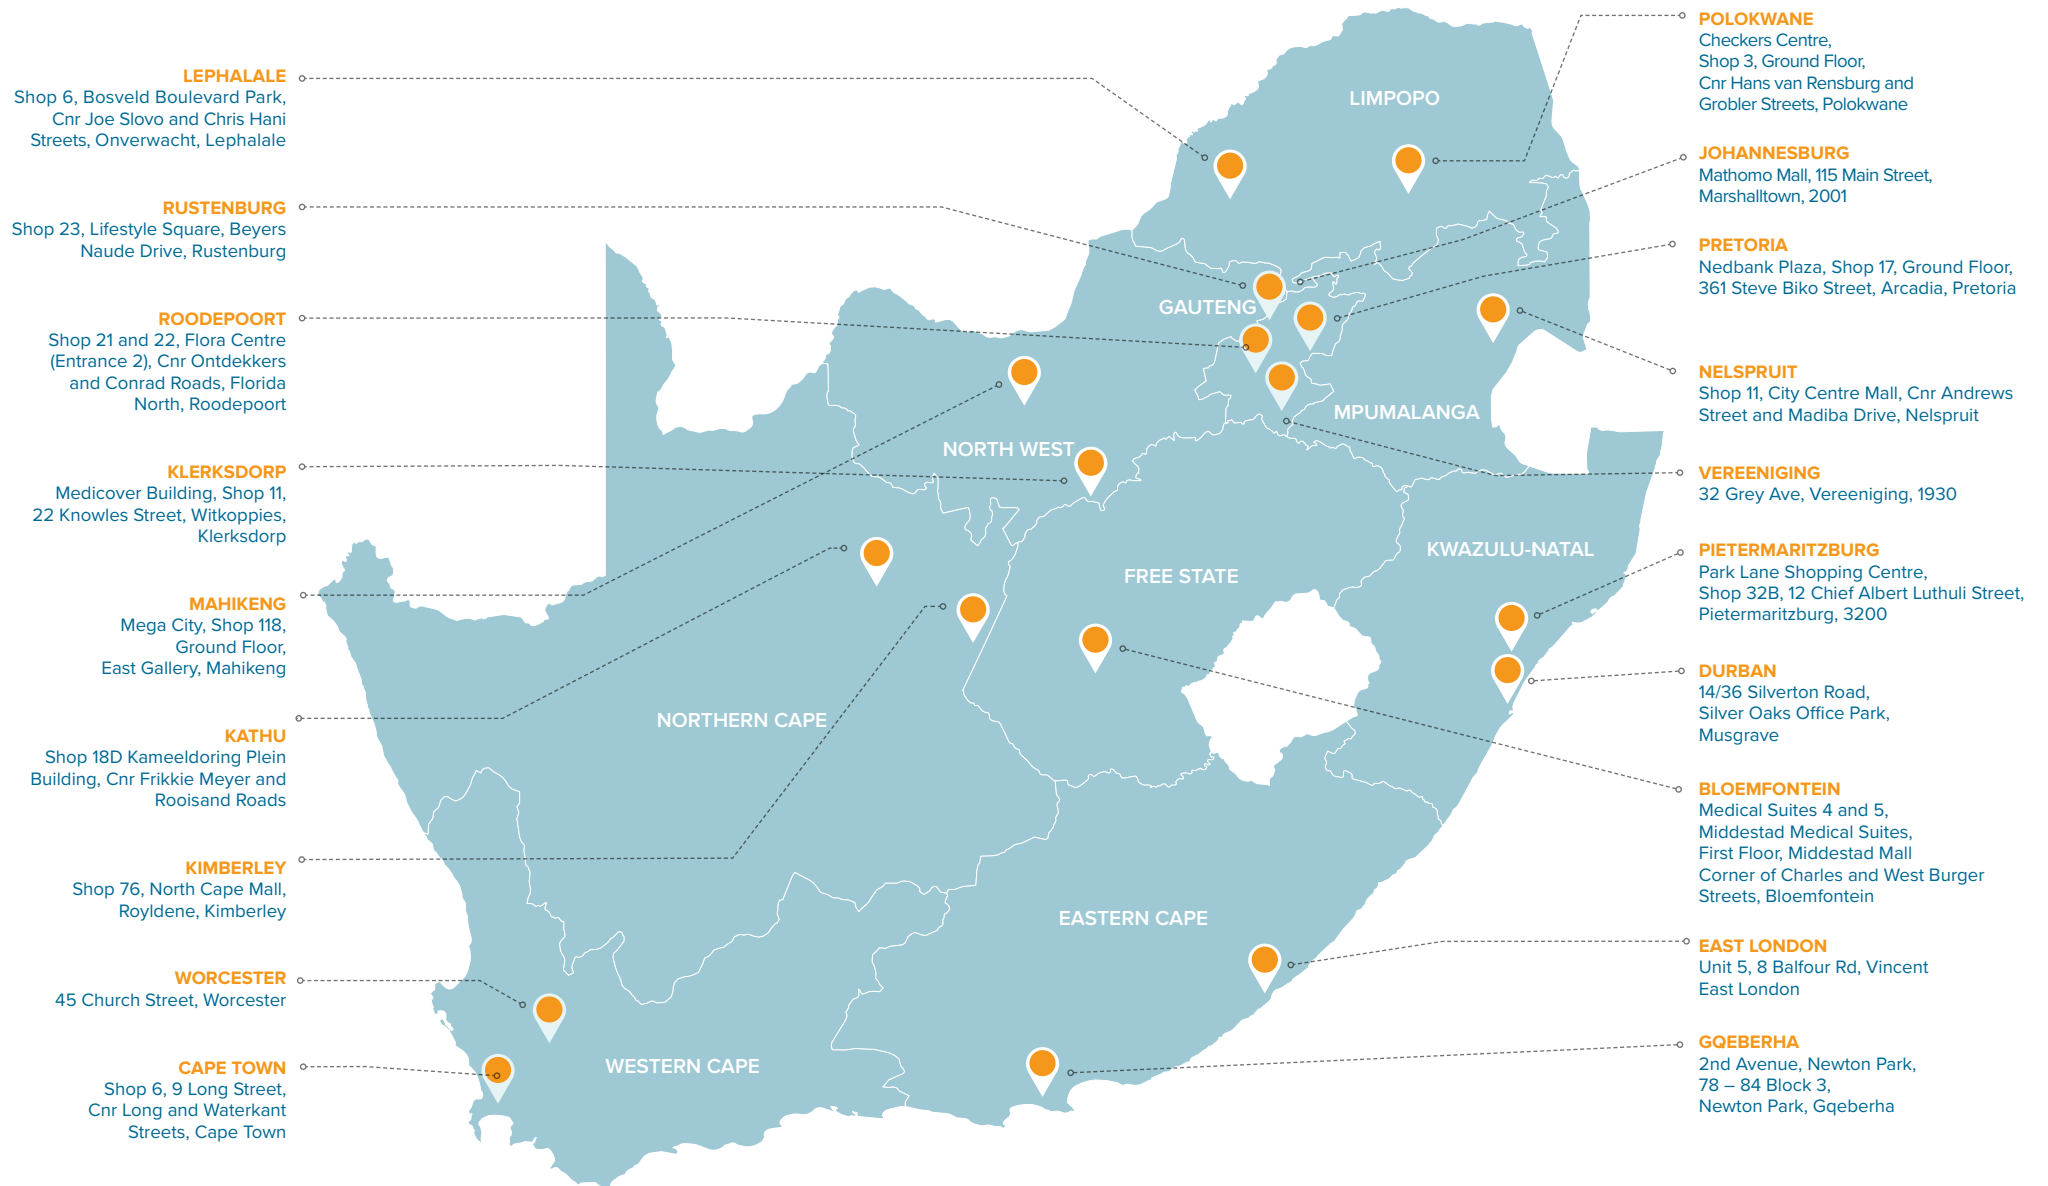 LEPHALALE
Shop 6, Bosveld Boulevard Park,
Cnr Joe Slovo and Chris Hani
Streets, Onverwacht, Lephalale
RUSTENBURG
Shop 23, Lifestyle Square, Beyers
Naude Drive, Rustenburg
ROODEPOORT
Shop 21 and 22, Flora Centre
(Entrance 2), Cnr Ontdekkers
and Conrad Roads, Florida
North, Roodepoort
KLERKSDORP
Medicover Building, Shop 11,
22 Knowles Street, Witkoppies,
Klerksdorp
MAHIKENG
Mega City, Shop 118,
Ground Floor,
East Gallery, Mahikeng
KATHU
Shop 18D Kameeldoring Plein
Building, Cnr Frikkie Meyer and
Rooisand Roads
KIMBERLEY
Shop 76, North Cape Mall,
Royldene, Kimberley
WORCESTER
45 Church Street, Worcester
CAPE TOWN
Shop 6, 9 Long Street,
Cnr Long and Waterkant
Streets, Cape Town
LIMPOPO
GAUTENG
MPUMALANGA
NORTH WEST
KWAZULU-NATAL
FREE STATE
NORTHERN CAPE
EASTERN CAPE
WESTERN CAPE
POLOKWANE
Checkers Centre,
Shop 3, Ground Floor,
Cnr Hans van Rensburg and
Grobler Streets, Polokwane
JOHANNESBURG
Mathomo Mall, 115 Main Street,
Marshalltown, 2001
PRETORIA
Nedbank Plaza, Shop 17, Ground Floor,
361 Steve Biko Street, Arcadia, Pretoria
NELSPRUIT
Shop 11, City Centre Mall, Cnr Andrews
Street and Madiba Drive, Nelspruit
VEREENIGING
32 Grey Ave, Vereeniging, 1930
PIETERMARITZBURG
Park Lane Shopping Centre,
Shop 32B, 12 Chief Albert Luthuli Street,
Pietermaritzburg, 3200
DURBAN
14/36 Silverton Road,
Silver Oaks Office Park,
Musgrave
BLOEMFONTEIN
Medical Suites 4 and 5,
Middestad Medical Suites,
First Floor, Middestad Mall
Corner of Charles and West Burger
Streets, Bloemfontein
EAST LONDON
Unit 5, 8 Balfour Rd, Vincent
East London
GQEBERHA
2nd Avenue, Newton Park,
78 – 84 Block 3,
Newton Park, Gqeberha